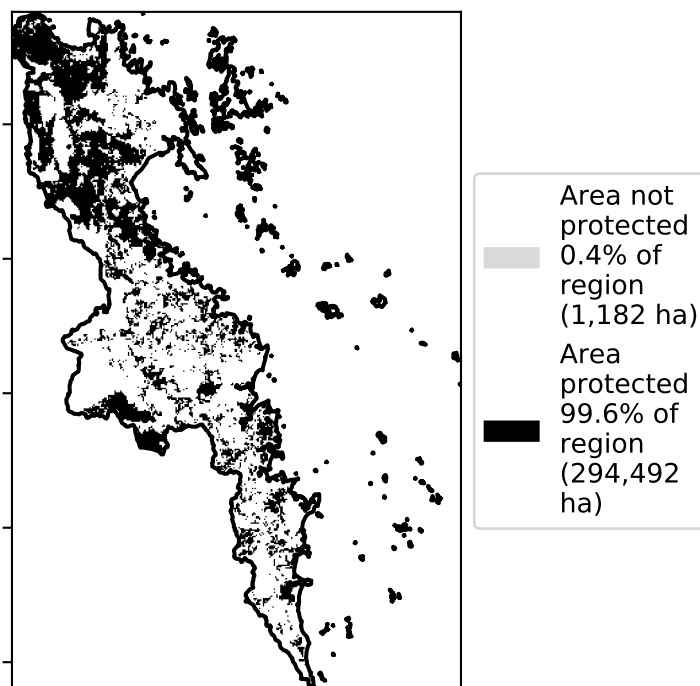 Area not
protected
0.4% of
region
(1,182 ha)
Area
protected
99.6% of
region
(294,492
ha)